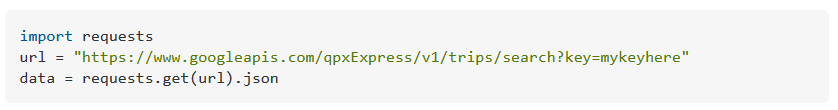 import requests
url = "https://www.googleapis.com/qpxExpress/v1/trips/search?key=mykeyhere"
data = requests.get(url).json